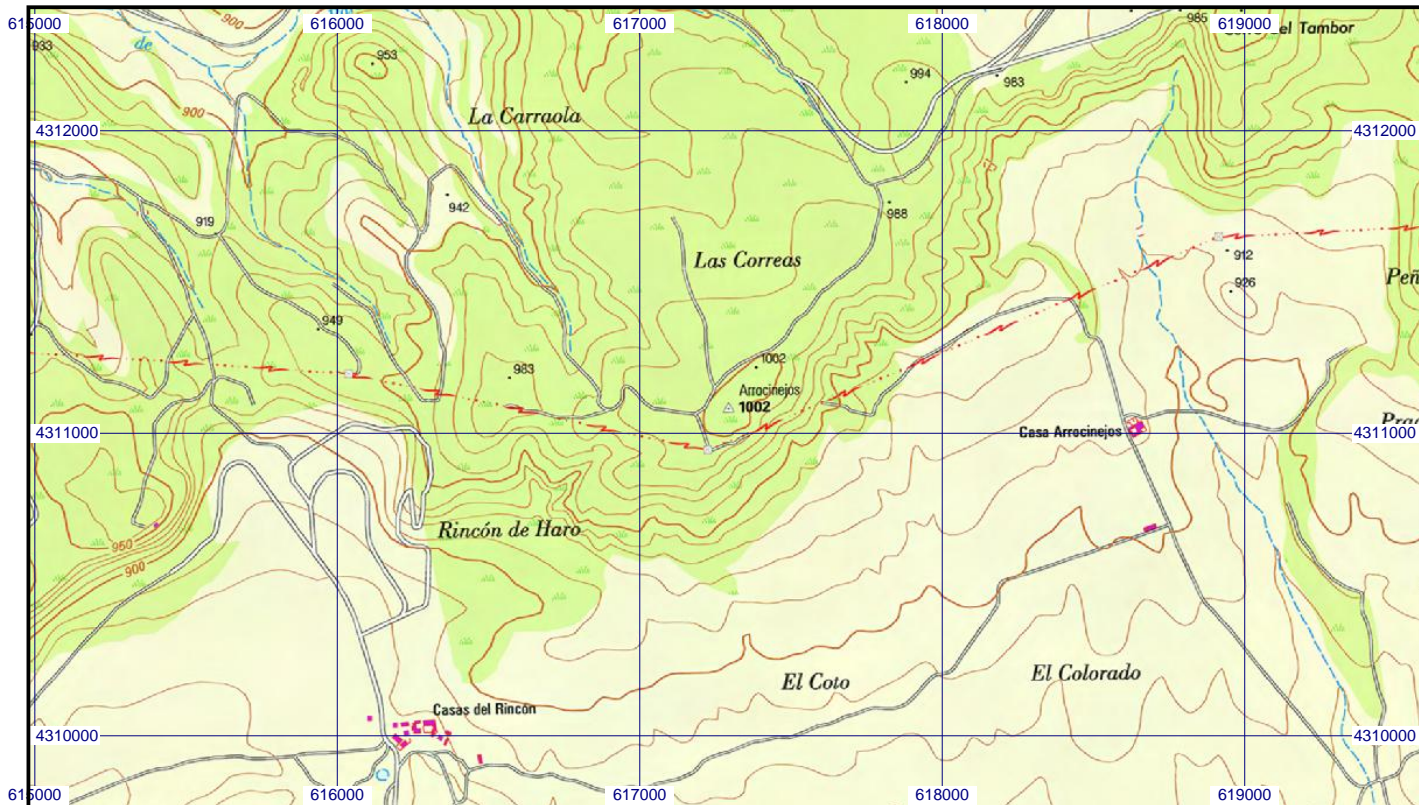 615000 616000 617000 618000 619000
933
900
de
953
985
el Tambor
994
983
900
La Carraola
4312000 4312000
942
919
988
Las Correas
912
926
Peñ
949
983
1002
Arrocinejos
1002
4311000
Casa Arrocinejos
4311000
Rincón de Haro
950
900
El Coto
El Colorado
Casas del Rincón
4310000 4310000
615000 616000 617000 618000 619000